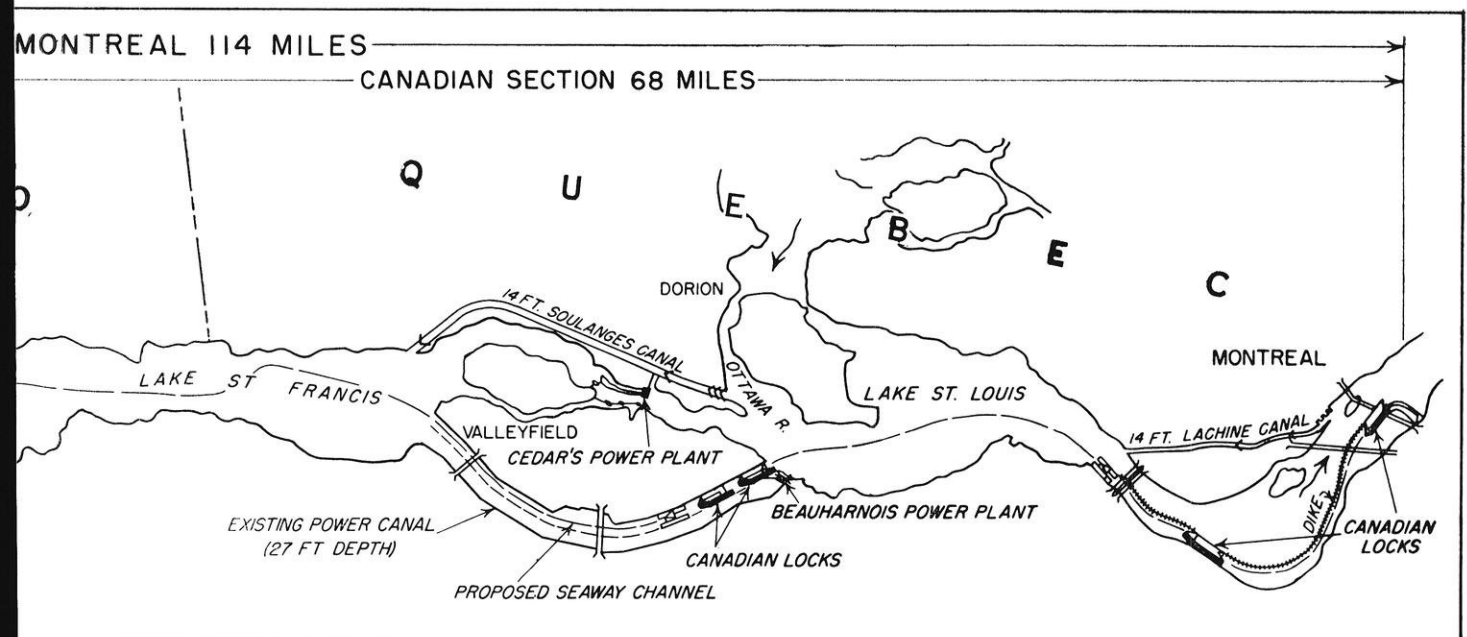 MONTREAL 114 MILES
CANADIAN SECTION 68 MILES
Q U E B E C
DORION
14 FT. SOULANGES CANAL
MONTREAL
LAKE ST FRANCIS
OTTAWA R.
LAKE ST. LOUIS
VALLEYFIELD
CEDAR'S POWER PLANT
14 FT. LACHINE CANAL
EXISTING POWER CANAL
(27 FT DEPTH)
BEAUHARNOIS POWER PLANT
DIKE
CANADIAN
LOCKS
CANADIAN LOCKS
PROPOSED SEAWAY CHANNEL